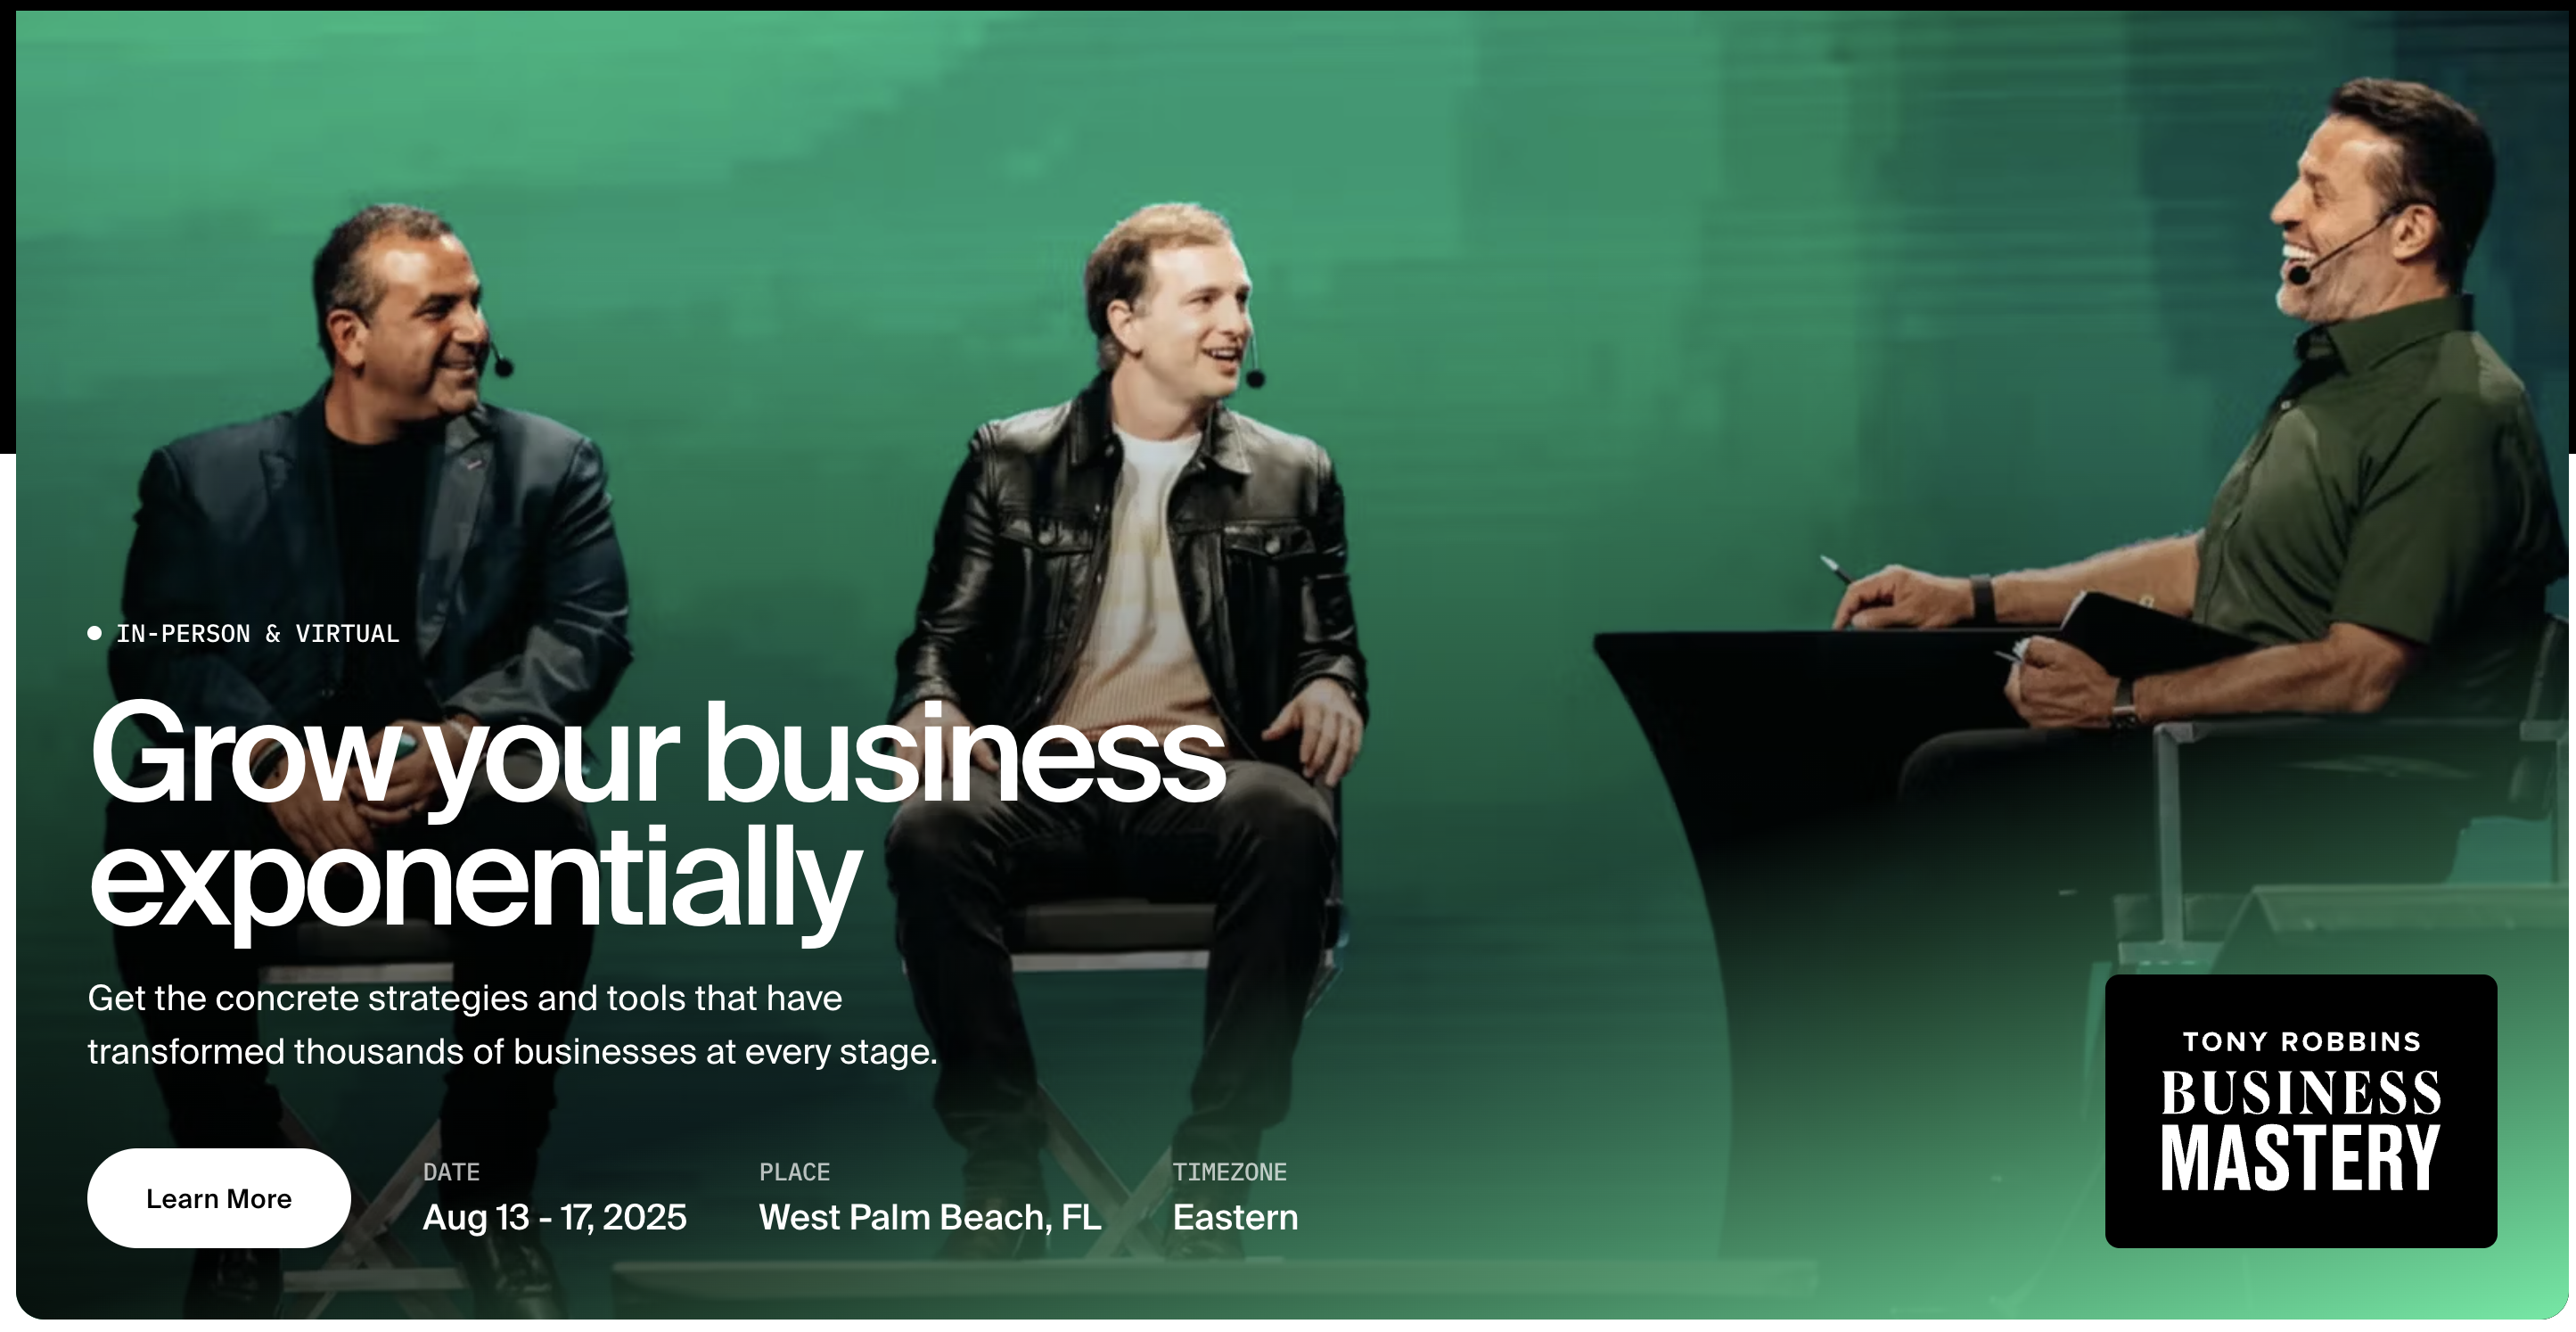 IN-PERSON & VIRTUAL
Grow your business
exponentially
Get the concrete strategies and tools that have
transformed thousands of businesses at every stage.
Learn More
DATE
Aug 13 - 17, 2025
PLACE
West Palm Beach, FL
TIMEZONE
Eastern
TONY ROBBINS
BUSINESS
MASTERY